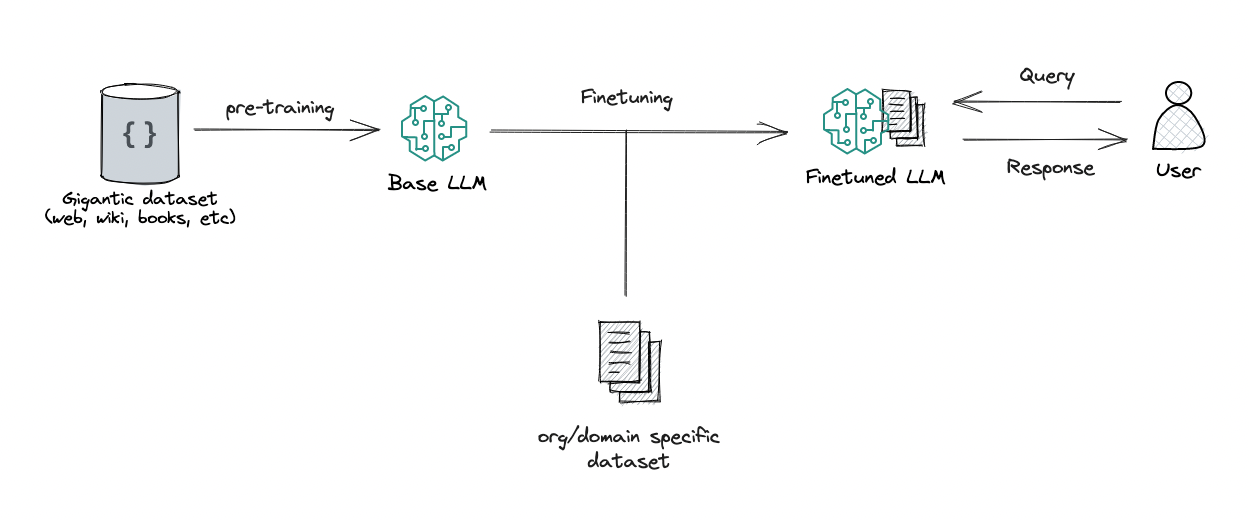 Query
Finetuning
pre-training
{ }
Response
Finetuned LLM
User
Base LLM
Gigantic dataset
(web, wiki, books, etc)
org/domain specific
dataset